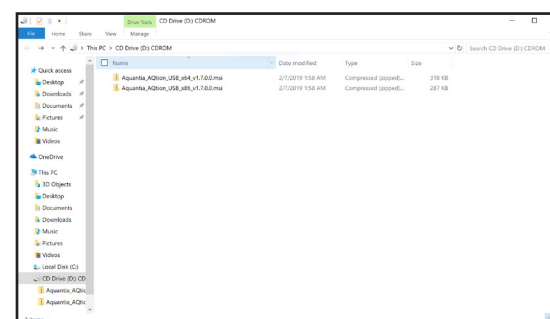 Drive Tools CD Drive (D:) CDROM
File Home Share View Manage
This PC > CD Drive (D:) CDROM
Search CD Drive (D:) CDROM
Name Date modified Type Size
Aquantia_AQtion_USB_x64_v1.7.0.0.msi 2/7/2019 1:58 AM Compressed (zipped)... 318 KB
Aquantia_AQtion_USB_x86_v1.7.0.0.msi 2/7/2019 1:58 AM Compressed (zipped)... 287 KB
Quick access
Desktop
Downloads
Documents
Pictures
Music
Videos
OneDrive
This PC
3D Objects
Desktop
Documents
Downloads
Music
Pictures
Videos
Local Disk (C:)
CD Drive (D:) CD
Aquantia_AQtio
Aquantia_AQtio